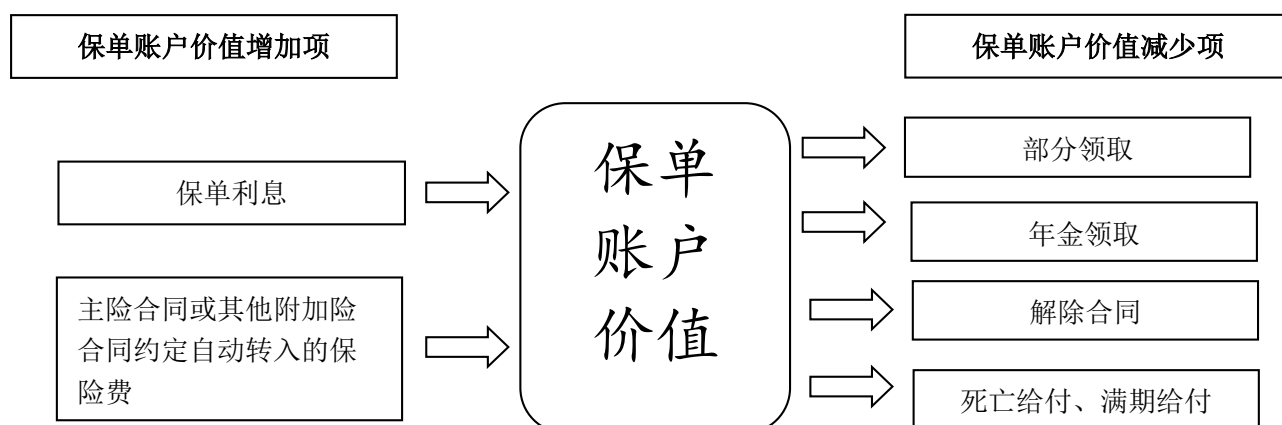 保单账户价值增加项
保单账户价值减少项
保单利息
主险合同或其他附加险
合同约定自动转入的保
险费
保单
账户
价值
部分领取
年金领取
解除合同
死亡给付、满期给付